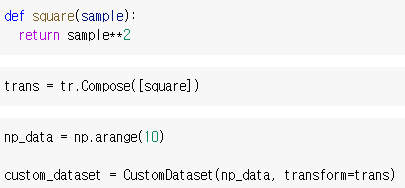 def square(sample):
  return sample**2
trans = tr.Compose([square])
np_data = np.arange(10)
custom_dataset = CustomDataset(np_data, transform=trans)